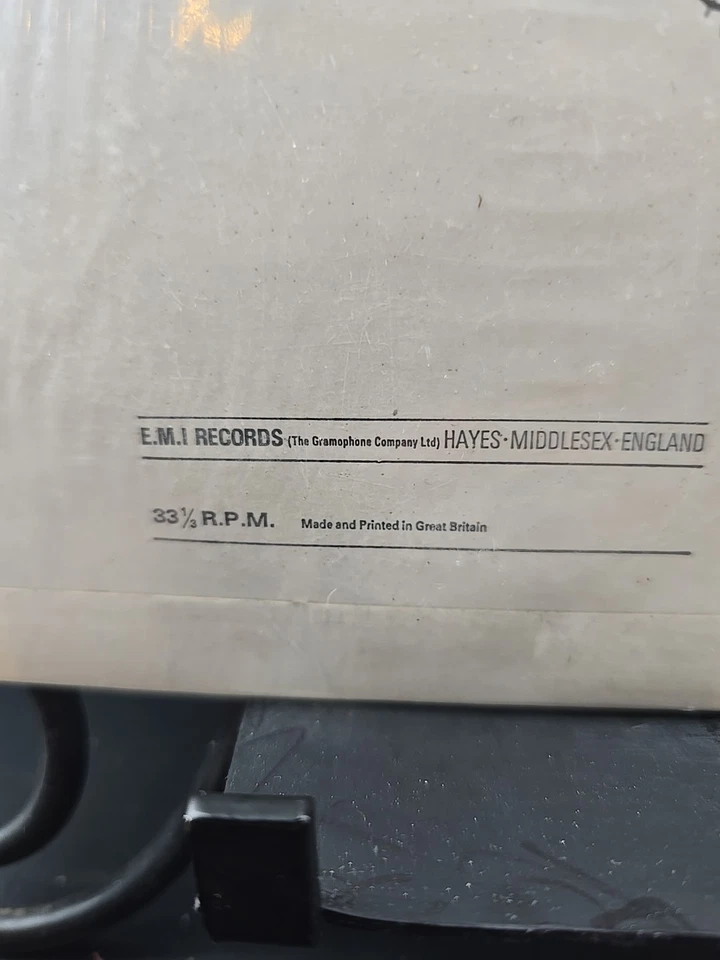 E.M.I RECORDS (The Gramophone Company Ltd) HAYES·MIDDLESEX·ENGLAND
33⅓ R.P.M. Made and Printed in Great Britain